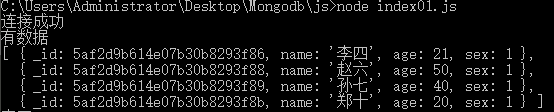 C:\Users\Administrator\Desktop\Mongodb\js>node index01.js
连接成功
有数据
[ { _id: 5af2d9b614e07b30b8293f86, name: '李四', age: 21, sex: 1 },
{ _id: 5af2d9b614e07b30b8293f88, name: '赵六', age: 50, sex: 1 },
{ _id: 5af2d9b614e07b30b8293f89, name: '孙七', age: 40, sex: 1 },
{ _id: 5af2d9b614e07b30b8293f8b, name: '郑十', age: 20, sex: 1 } ]